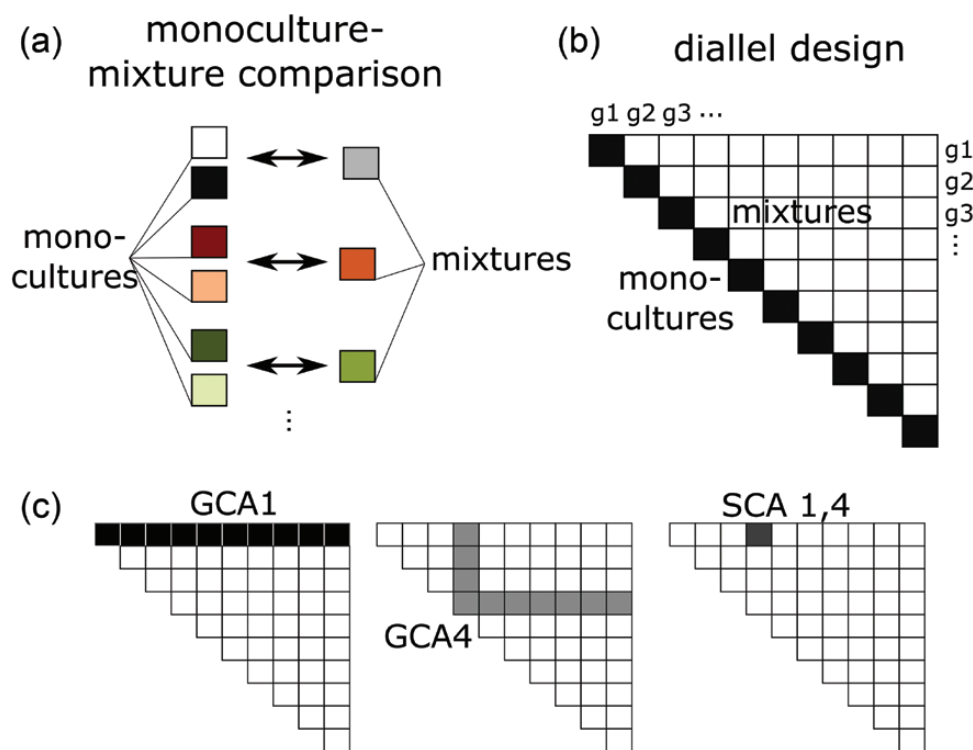 (a)
monoculture-
mixture comparison
mono-
cultures
mixtures
⋮
(b)
diallel design
g1 g2 g3 ⋯
g1
g2
g3
⋮
mixtures
mono-
cultures
(c)
GCA1
GCA4
SCA 1,4